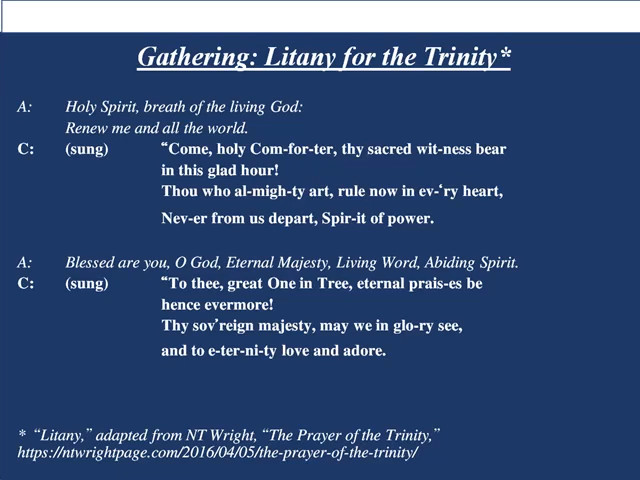 Gathering: Litany for the Trinity*
A: Holy Spirit, breath of the living God:
Renew me and all the world.
C: (sung) “Come, holy Com-for-ter, thy sacred wit-ness bear
in this glad hour!
Thou who al-migh-ty art, rule now in ev-‘ry heart,
Nev-er from us depart, Spir-it of power.
A: Blessed are you, O God, Eternal Majesty, Living Word, Abiding Spirit.
C: (sung) “To thee, great One in Tree, eternal prais-es be
hence evermore!
Thy sov’reign majesty, may we in glo-ry see,
and to e-ter-ni-ty love and adore.
* “Litany,” adapted from NT Wright, “The Prayer of the Trinity,”
https://ntwrightpage.com/2016/04/05/the-prayer-of-the-trinity/